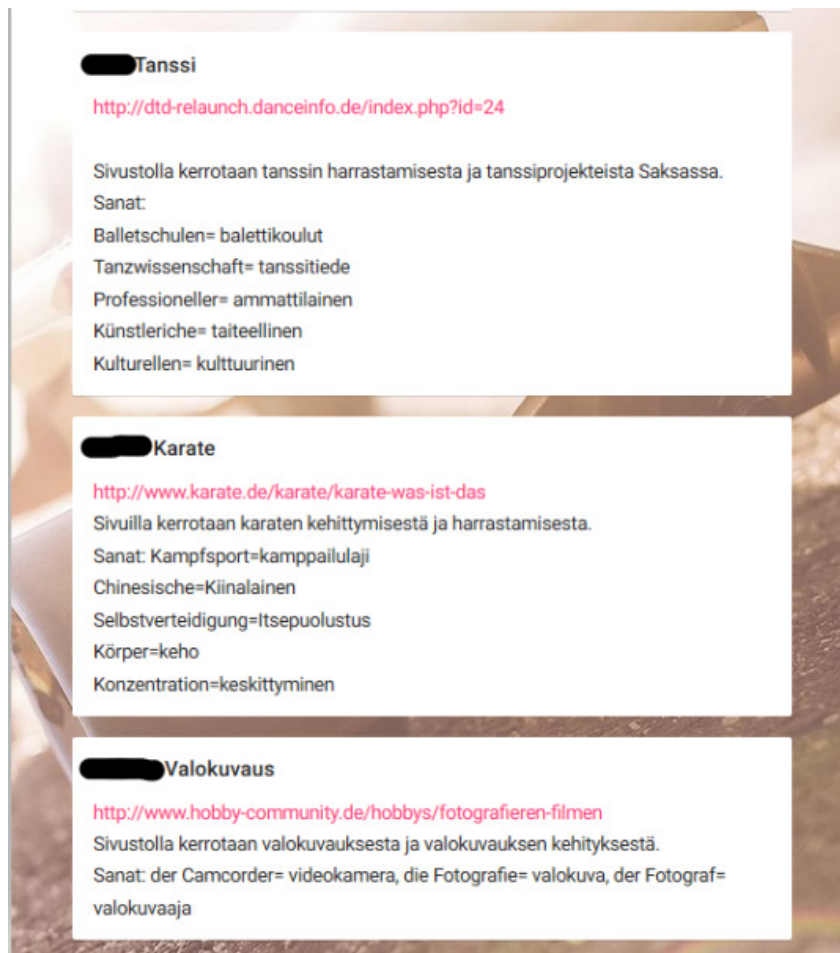 Tanssi
http://dtd-relaunch.danceinfo.de/index.php?id=24
Sivustolla kerrotaan tanssin harrastamisesta ja tanssiprojekteista Saksassa.
Sanat:
Balletschulen= balettikoulut
Tanzwissenschaft= tanssitiede
Professioneller= ammattilainen
Künstleriche= taiteellinen
Kulturellen= kulttuurinen
Karate
http://www.karate.de/karate/karate-was-ist-das
Sivuilla kerrotaan karaten kehittymisestä ja harrastamisesta.
Sanat: Kampfsport=kamppailulaji
Chinesische=Kiinalainen
Selbstverteidigung=Itsepuolustus
Körper=keho
Konzentration=keskittyminen
Valokuvaus
http://www.hobby-community.de/hobbys/fotografieren-filmen
Sivustolla kerrotaan valokuvauksesta ja valokuvauksen kehityksestä.
Sanat: der Camcorder= videokamera, die Fotografie= valokuva, der Fotograf=
valokuvaaja